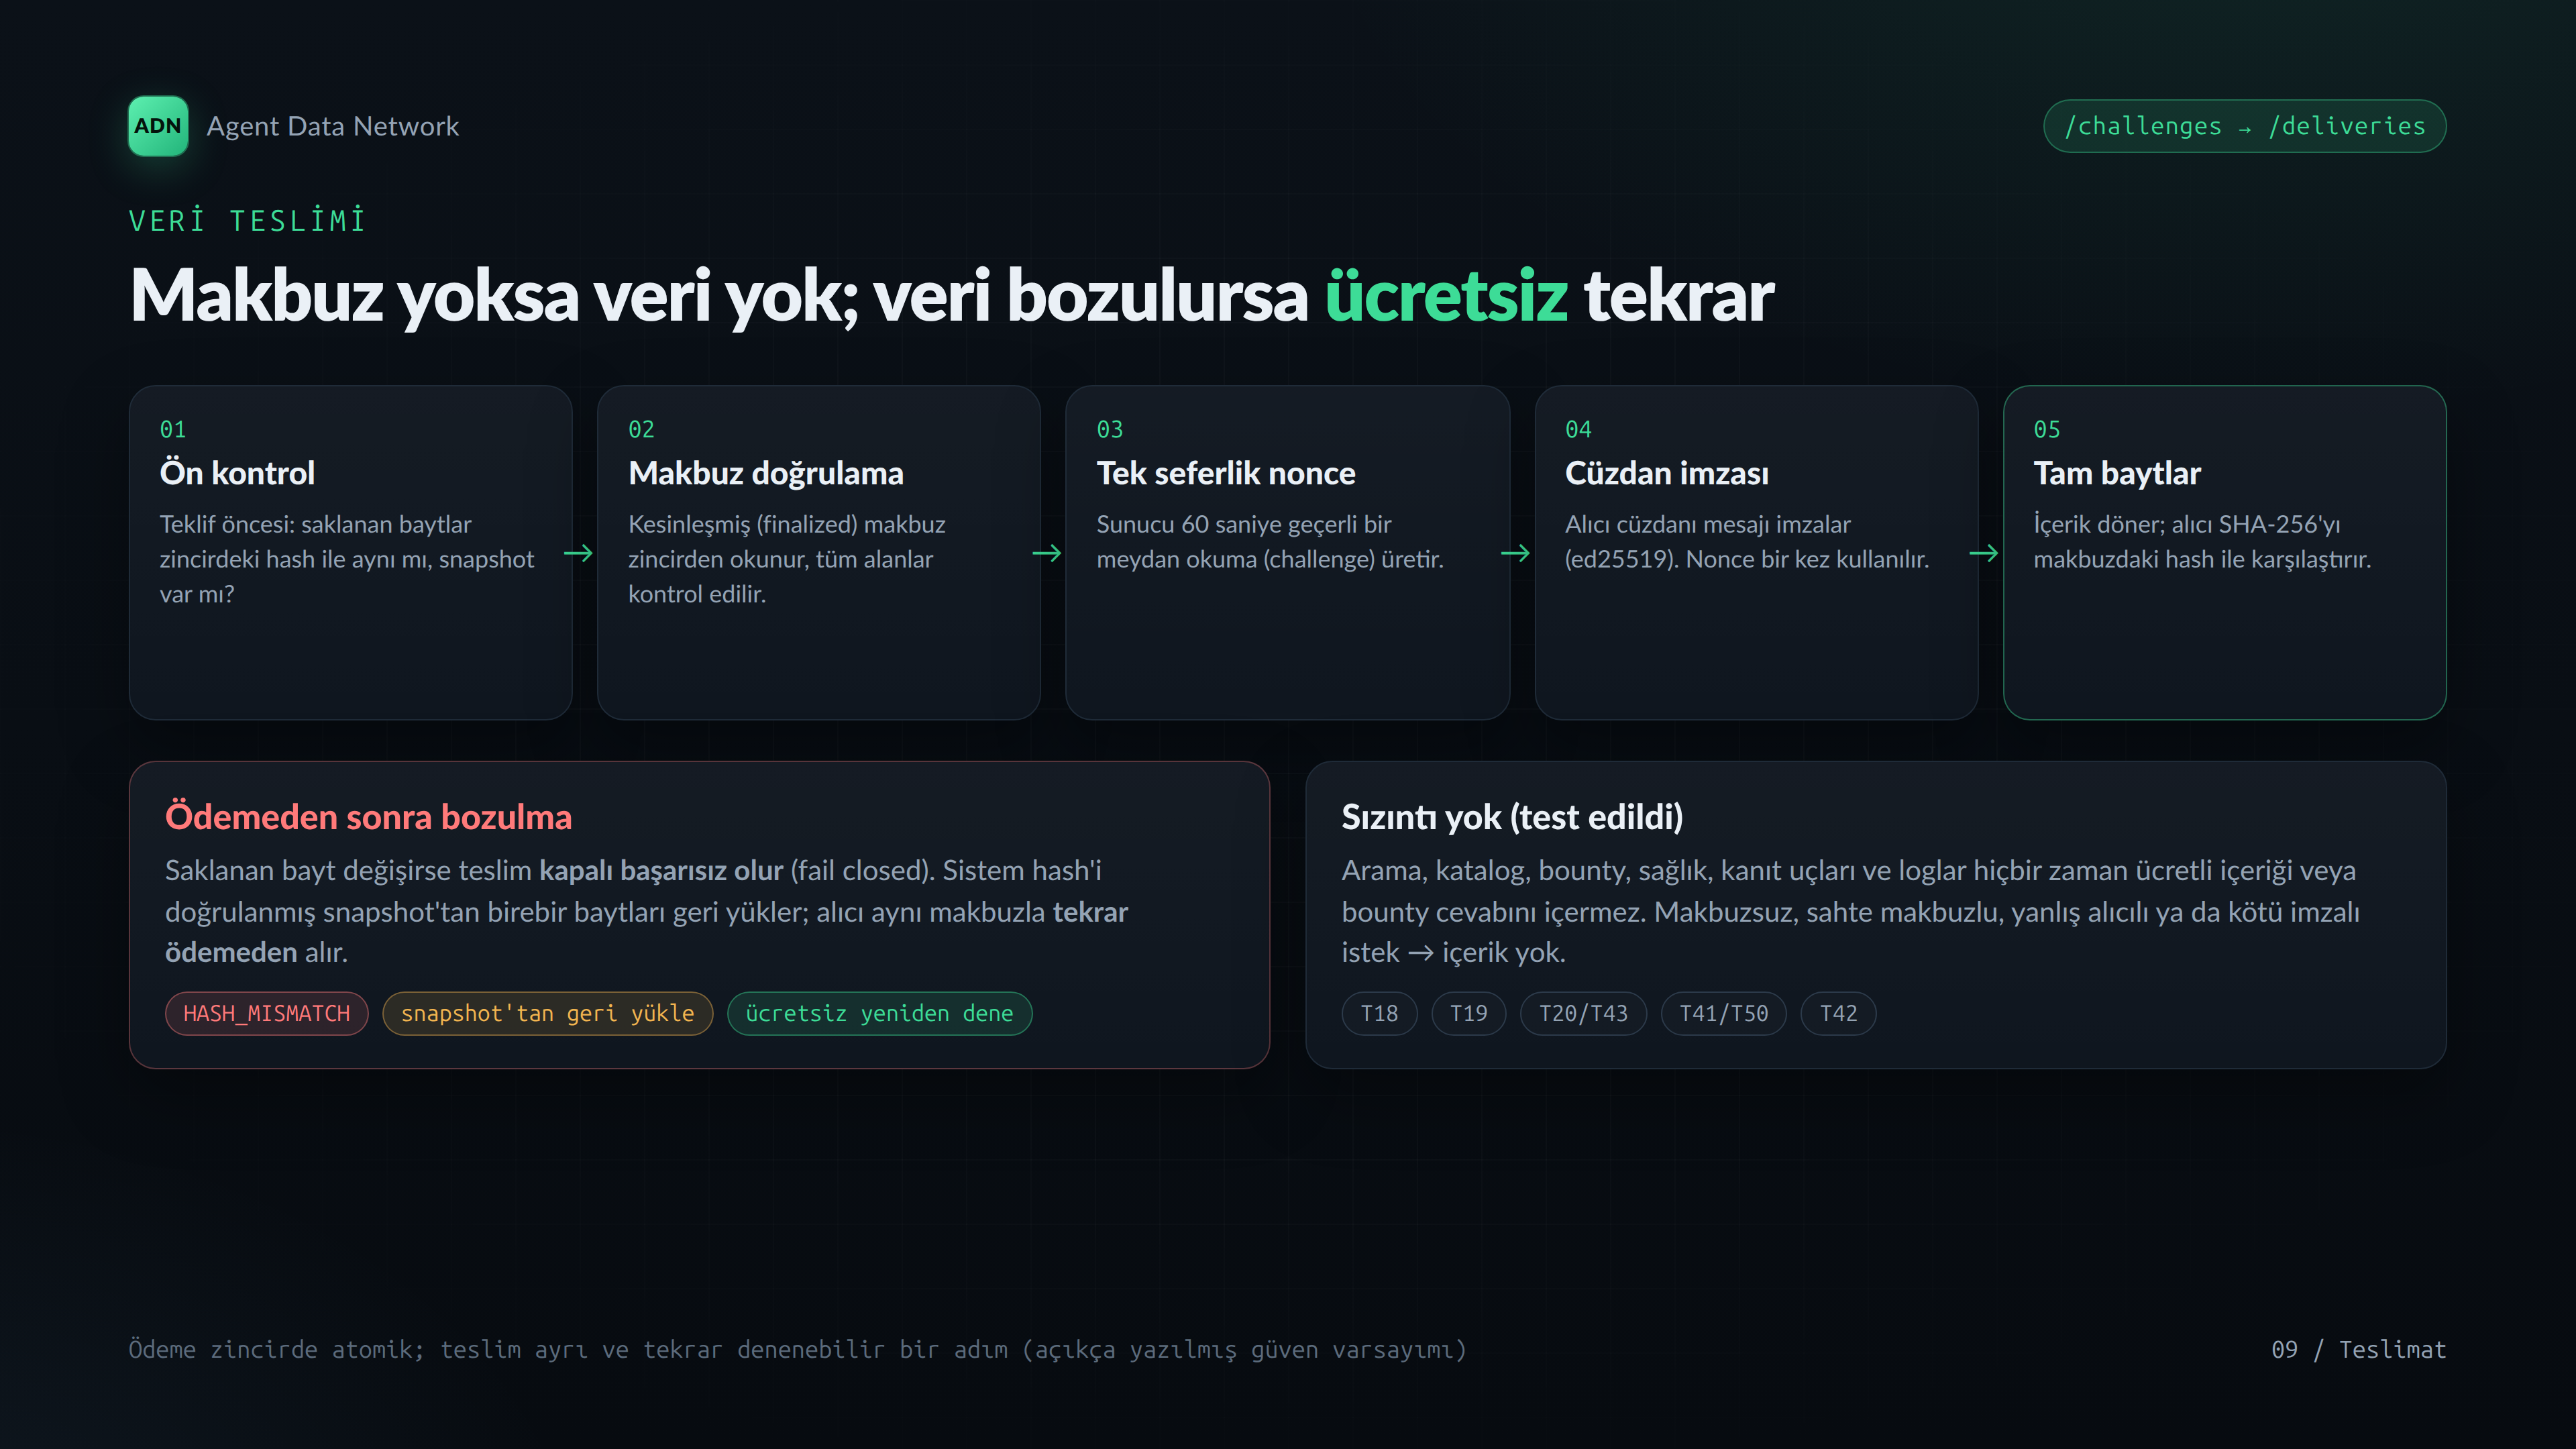 ADN Agent Data Network
/challenges → /deliveries
VERİ TESLİMİ
Makbuz yoksa veri yok; veri bozulursa ücretsiz tekrar
01
Ön kontrol
Teklif öncesi: saklanan baytlar
zincirdeki hash ile aynı mı, snapshot
var mı?
→
02
Makbuz doğrulama
Kesinleşmiş (finalized) makbuz
zincirden okunur, tüm alanlar
kontrol edilir.
→
03
Tek seferlik nonce
Sunucu 60 saniye geçerli bir
meydan okuma (challenge) üretir.
→
04
Cüzdan imzası
Alıcı cüzdanı mesajı imzalar
(ed25519). Nonce bir kez kullanılır.
→
05
Tam baytlar
İçerik döner; alıcı SHA-256'yı
makbuzdaki hash ile karşılaştırır.
Ödemeden sonra bozulma
Saklanan bayt değişirse teslim kapalı başarısız olur (fail closed). Sistem hash'i
doğrulanmış snapshot'tan birebir baytları geri yükler; alıcı aynı makbuzla tekrar
ödemeden alır.
HASH_MISMATCH snapshot'tan geri yükle ücretsiz yeniden dene
Sızıntı yok (test edildi)
Arama, katalog, bounty, sağlık, kanıt uçları ve loglar hiçbir zaman ücretli içeriği veya
bounty cevabını içermez. Makbuzsuz, sahte makbuzlu, yanlış alıcılı ya da kötü imzalı
istek → içerik yok.
T18 T19 T20/T43 T41/T50 T42
Ödeme zincirde atomik; teslim ayrı ve tekrar denenebilir bir adım (açıkça yazılmış güven varsayımı)
09 / Teslimat